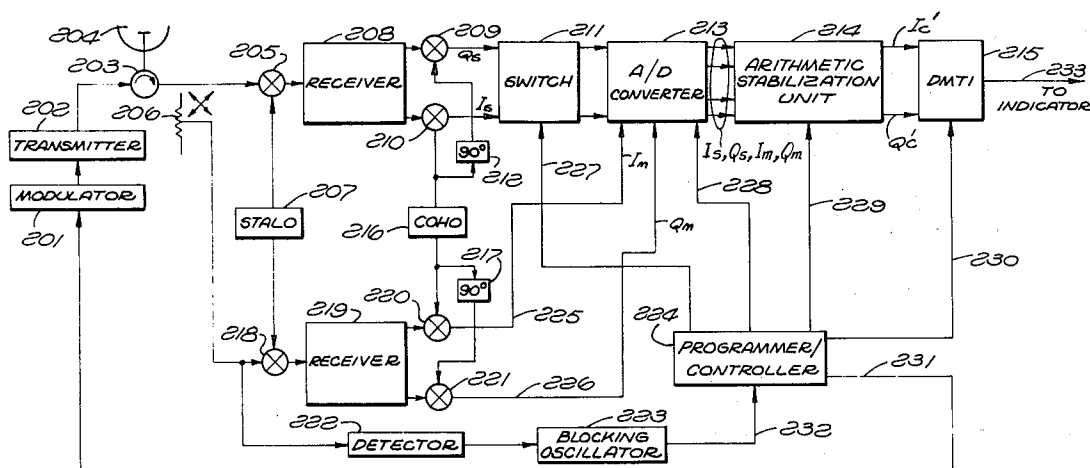 204
203
202
TRANSMITTER
MODULATOR
201
206
205
207
STALO
208
RECEIVER
209
Qs
Is
210
90°
212
COHO
216
211
SWITCH
227
213
A/D
CONVERTER
Is, Qs, Im, Qm
Im
228
Qm
214
ARITHMETIC
STABILIZATION
UNIT
229
Ic'
Qc'
DMTI
215
233
TO
INDICATOR
230
217
90°
218
219
RECEIVER
220
225
221
226
222
DETECTOR
223
BLOCKING
OSCILLATOR
232
224
PROGRAMMER/
CONTROLLER
231